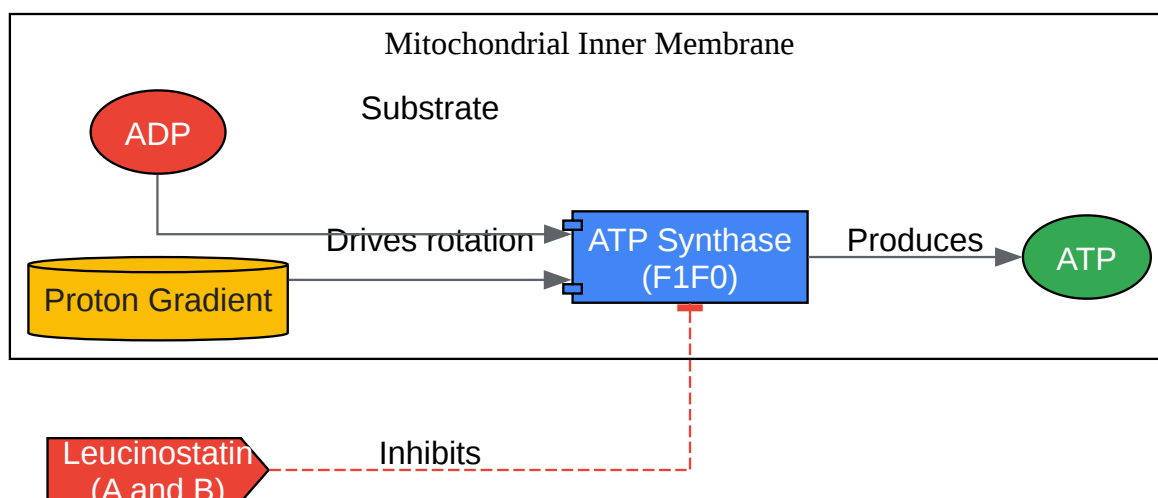 Mitochondrial Inner Membrane
Substrate
ADP
Drives rotation
ATP Synthase
(F1F0)
Produces
ATP
Proton Gradient
Leucinostatin
(A and B)
Inhibits